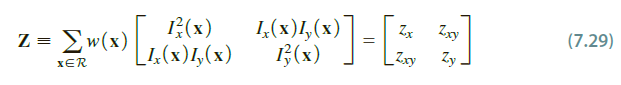 Z ≡ ∑_{x∈ℛ} w(x) [ I_x^2(x)  I_x(x)I_y(x) ; I_x(x)I_y(x)  I_y^2(x) ] = [ z_x  z_xy ; z_xy  z_y ]  (7.29)